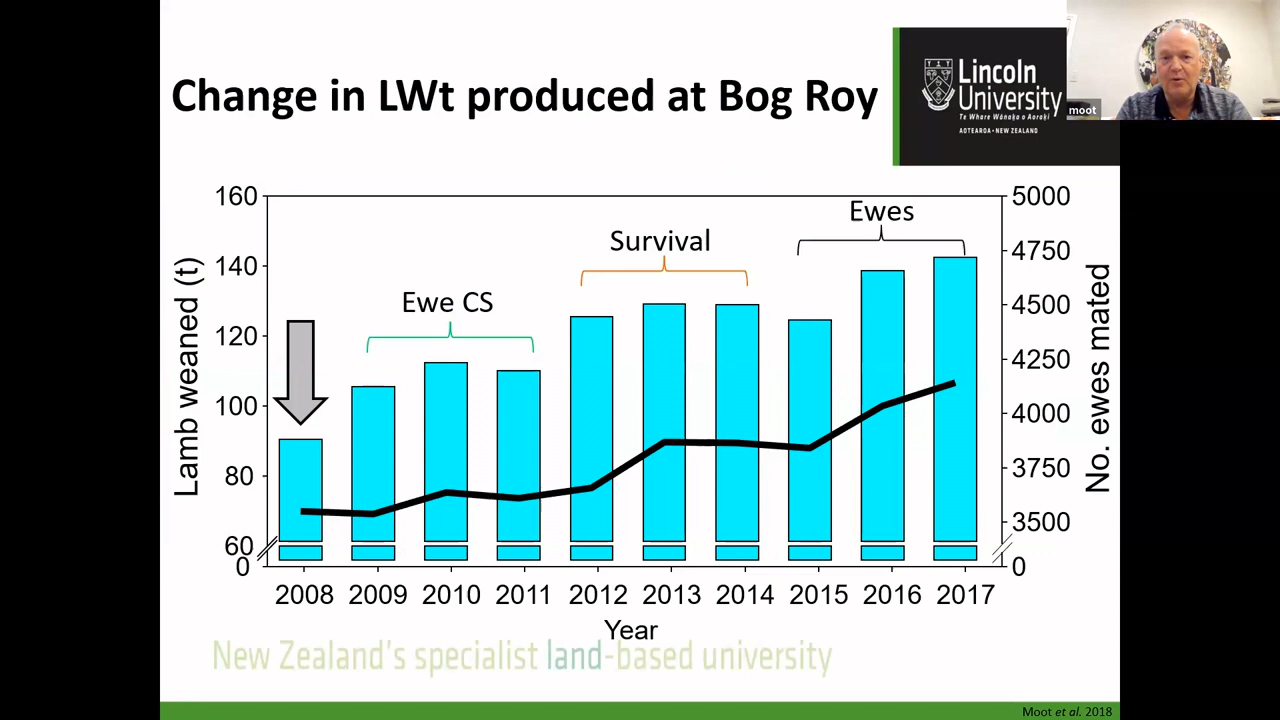 Change in LWt produced at Bog Roy
Lincoln
University
Te Whare Wānaka o Aoraki
AOTEAROA • NEW ZEALAND
moot
160
140
120
100
80
60
0
Lamb weaned (t)
Ewe CS
Survival
Ewes
5000
4750
4500
4250
4000
3750
3500
0
No. ewes mated
2008 2009 2010 2011 2012 2013 2014 2015 2016 2017
Year
New Zealand's specialist land-based university
Moot et al. 2018